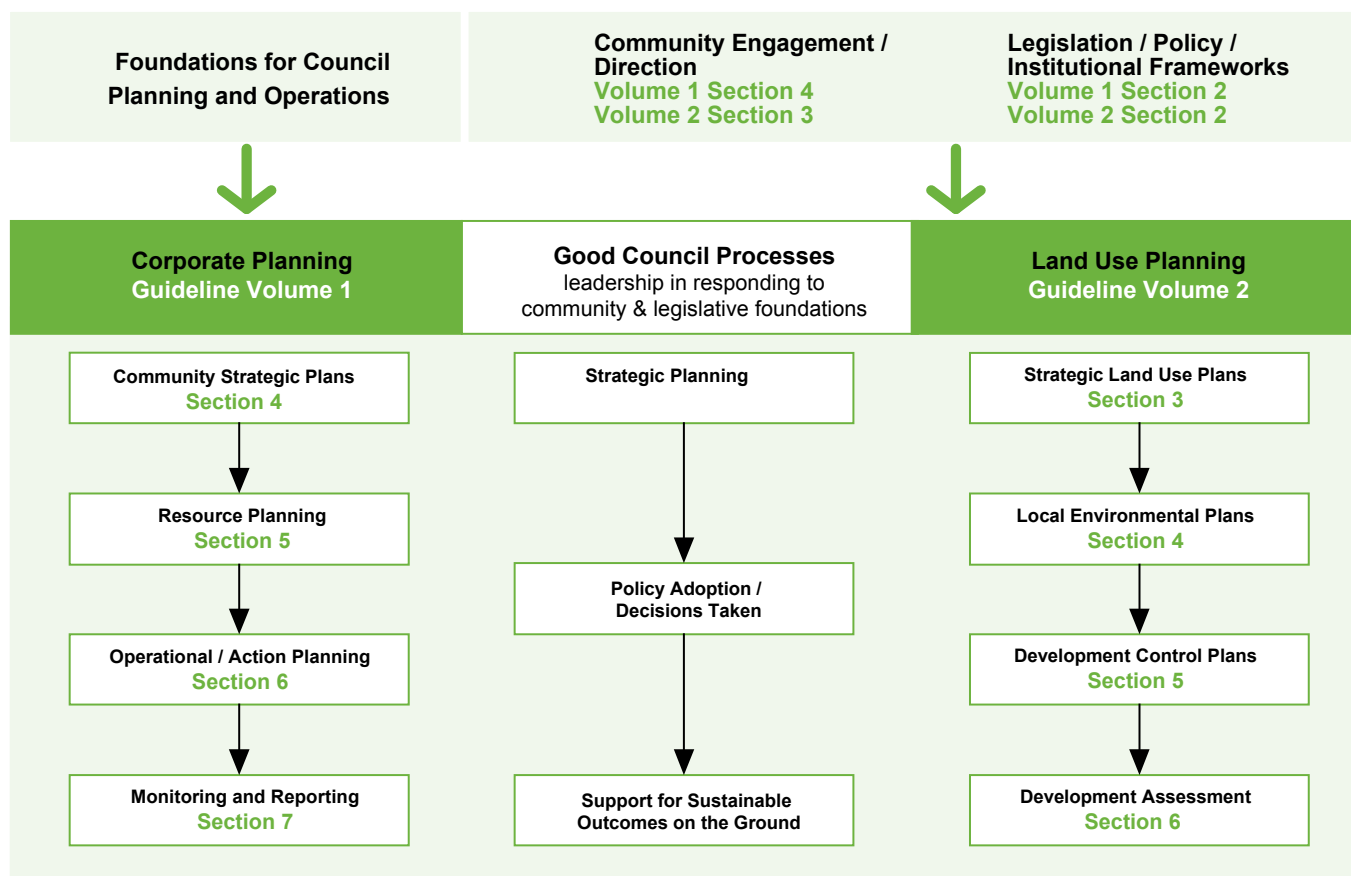 Foundations for Council
Planning and Operations
Community Engagement /
Direction
Volume 1 Section 4
Volume 2 Section 3
Legislation / Policy /
Institutional Frameworks
Volume 1 Section 2
Volume 2 Section 2
Corporate Planning
Guideline Volume 1
Good Council Processes
leadership in responding to
community & legislative foundations
Land Use Planning
Guideline Volume 2
Community Strategic Plans
Section 4
Resource Planning
Section 5
Operational / Action Planning
Section 6
Monitoring and Reporting
Section 7
Strategic Planning
Policy Adoption /
Decisions Taken
Support for Sustainable
Outcomes on the Ground
Strategic Land Use Plans
Section 3
Local Environmental Plans
Section 4
Development Control Plans
Section 5
Development Assessment
Section 6